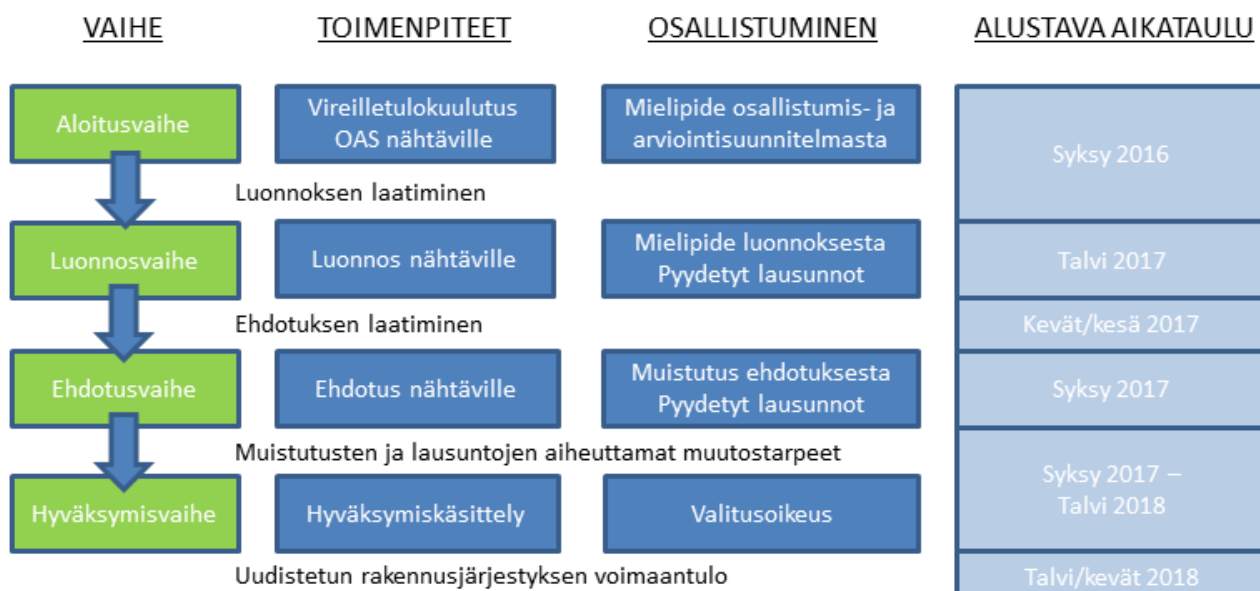 VAIHE
TOIMENPITEET
OSALLISTUMINEN
ALUSTAVA AIKATAULU
Aloitusvaihe
Vireilletulokuulutus
OAS nähtäville
Mielipide osallistumis- ja
arviointisuunnitelmasta
Syksy 2016
Luonnoksen laatiminen
Luonnosvaihe
Luonnos nähtäville
Mielipide luonnoksesta
Pyydetyt lausunnot
Talvi 2017
Ehdotuksen laatiminen
Kevät/kesä 2017
Ehdotusvaihe
Ehdotus nähtäville
Muistutus ehdotuksesta
Pyydetyt lausunnot
Syksy 2017
Muistutusten ja lausuntojen aiheuttamat muutostarpeet
Hyväksymisvaihe
Hyväksymiskäsittely
Valitusoikeus
Syksy 2017 –
Talvi 2018
Uudistetun rakennusjärjestyksen voimaantulo
Talvi/kevät 2018